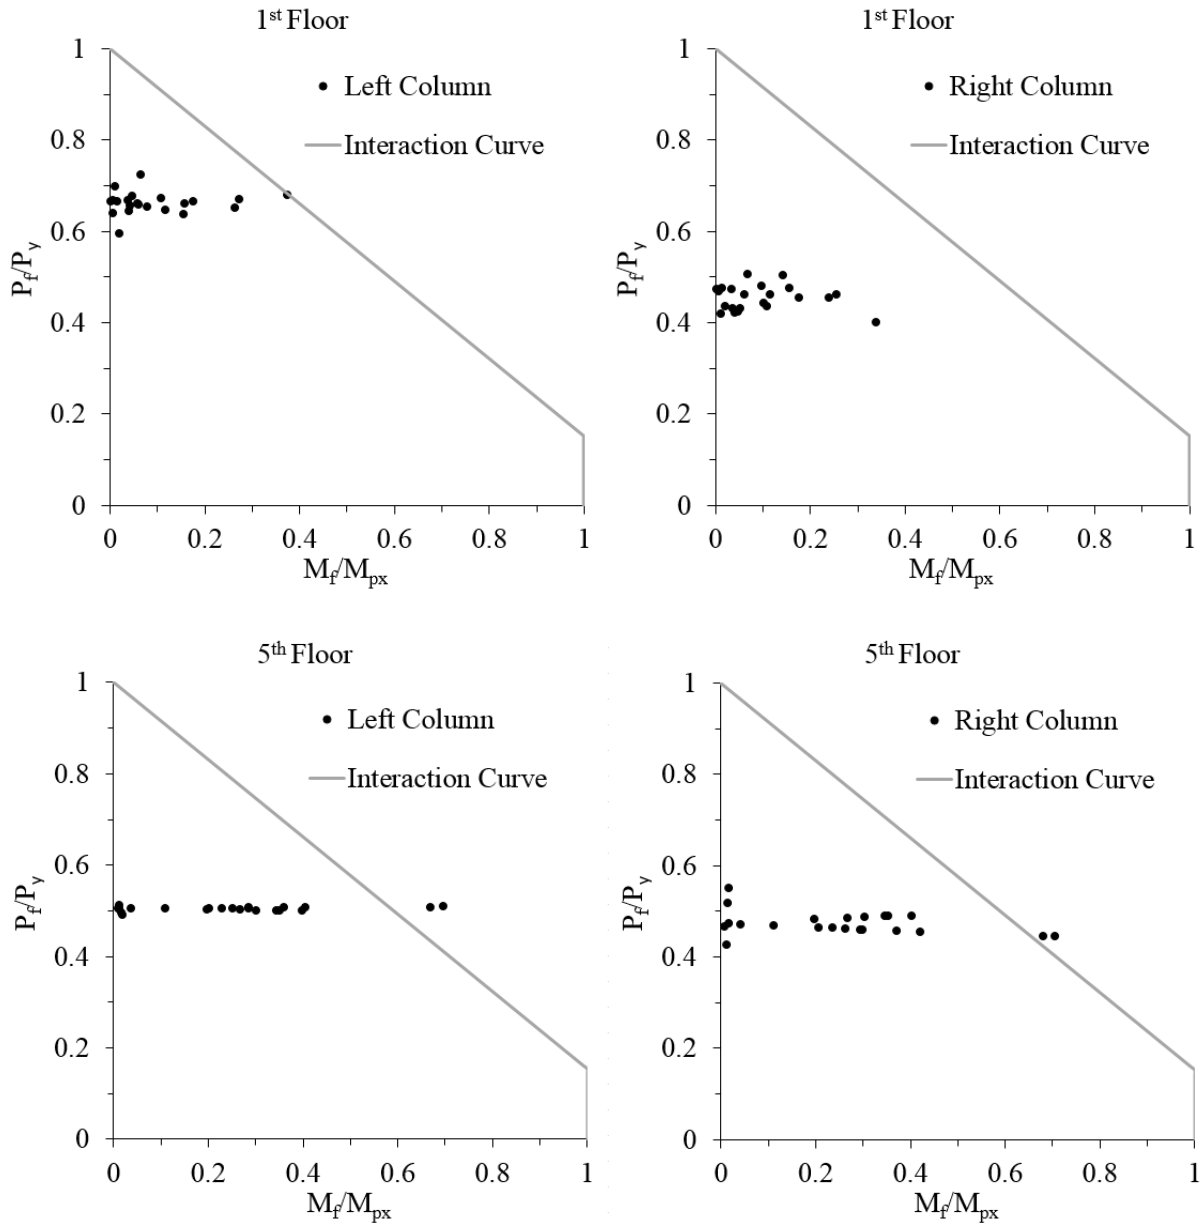 1st Floor
1
Left Column
0.8
Interaction Curve
0.6
0.4
0.2
0
Pf/Py
0 0.2 0.4 0.6 0.8 1
Mf/Mpx
1st Floor
1
Right Column
0.8
Interaction Curve
0.6
0.4
0.2
0
Pf/Py
0 0.2 0.4 0.6 0.8 1
Mf/Mpx
5th Floor
1
Left Column
0.8
Interaction Curve
0.6
0.4
0.2
0
Pf/Py
0 0.2 0.4 0.6 0.8 1
Mf/Mpx
5th Floor
1
Right Column
0.8
Interaction Curve
0.6
0.4
0.2
0
Pf/Py
0 0.2 0.4 0.6 0.8 1
Mf/Mpx